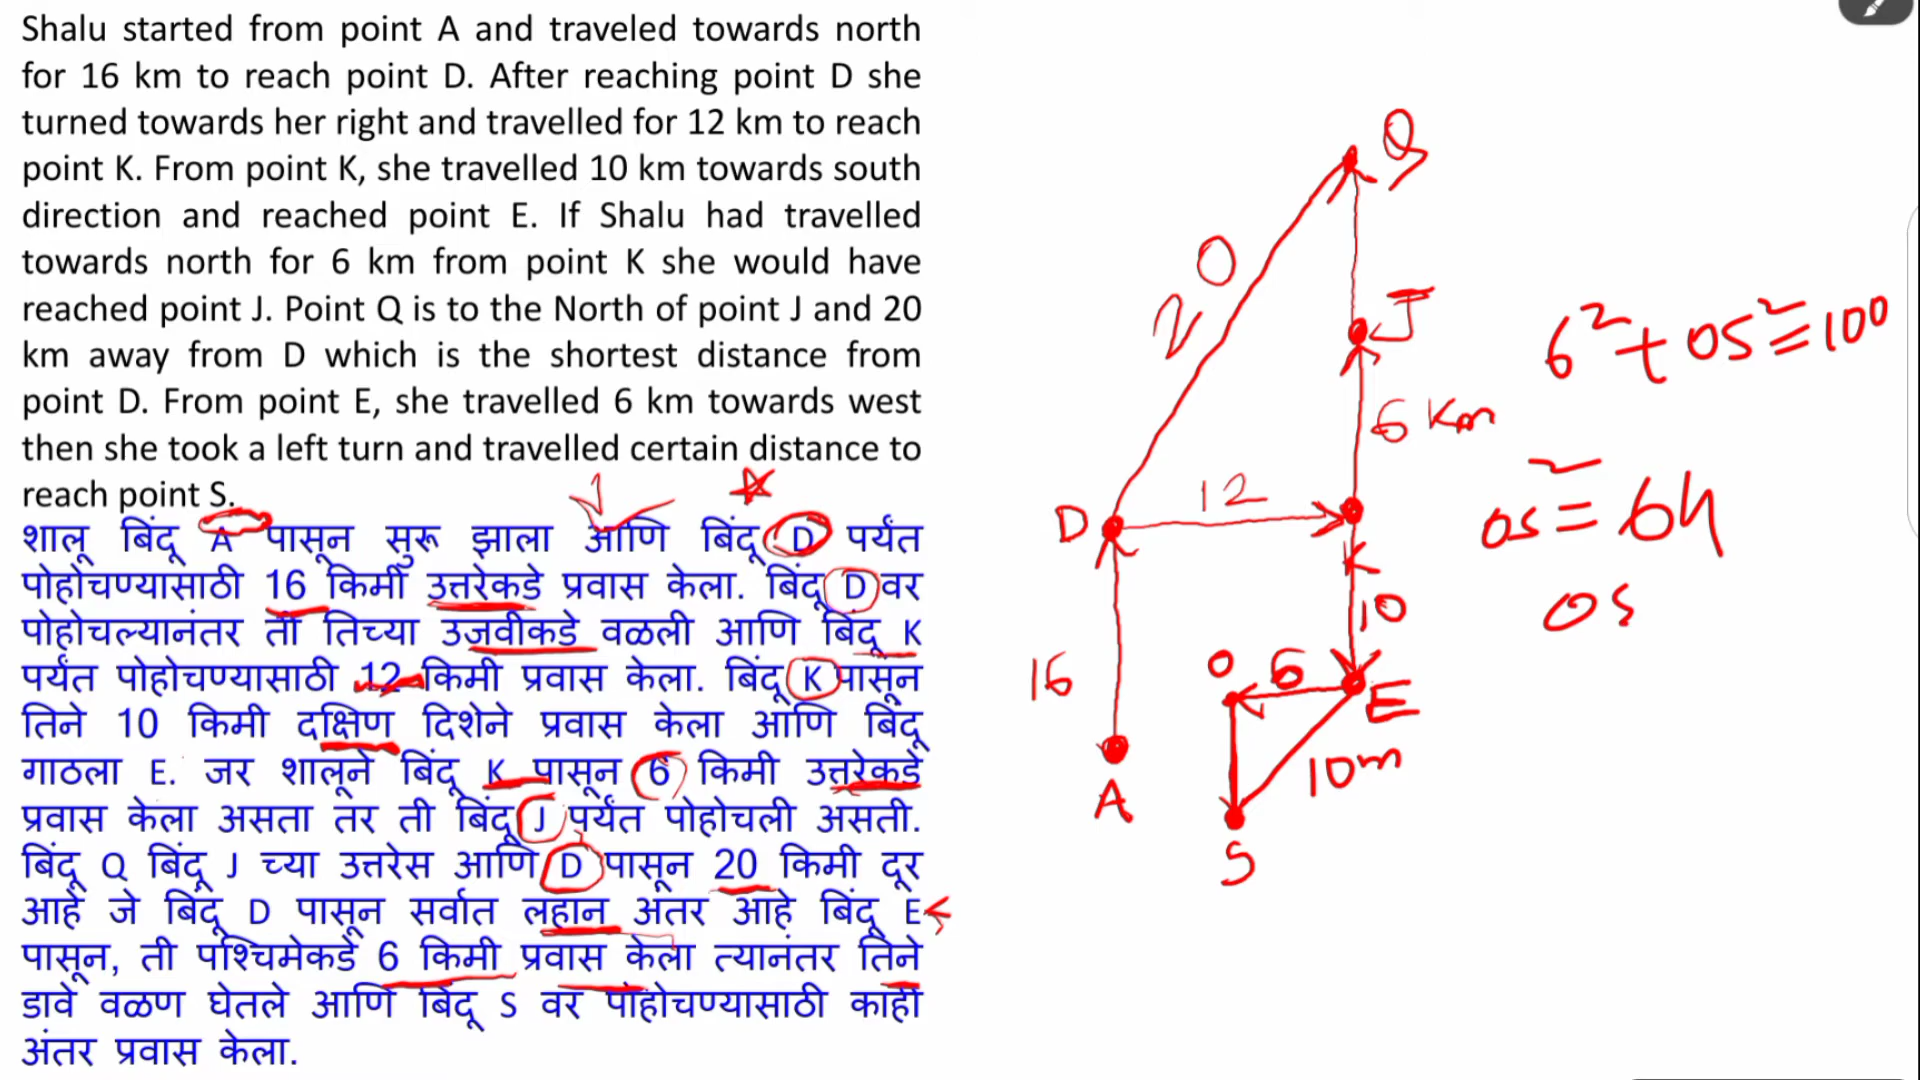 Shalu started from point A and traveled towards north
for 16 km to reach point D. After reaching point D she
turned towards her right and travelled for 12 km to reach
point K. From point K, she travelled 10 km towards south
direction and reached point E. If Shalu had travelled
towards north for 6 km from point K she would have
reached point J. Point Q is to the North of point J and 20
km away from D which is the shortest distance from
point D. From point E, she travelled 6 km towards west
then she took a left turn and travelled certain distance to
reach point S.
शालू बिंदू A पासून सुरू झाला आणि बिंदू D पर्यंत
पोहोचण्यासाठी 16 किमी उत्तरेकडे प्रवास केला. बिंदू D वर
पोहोचल्यानंतर ती तिच्या उजवीकडे वळली आणि बिंदू K
पर्यंत पोहोचण्यासाठी 12 किमी प्रवास केला. बिंदू K पासून
तिने 10 किमी दक्षिण दिशेने प्रवास केला आणि बिंदू
गाठला E. जर शालूने बिंदू K पासून 6 किमी उत्तरेकडे
प्रवास केला असता तर ती बिंदू J पर्यंत पोहोचली असती.
बिंदू Q बिंदू J च्या उत्तरेस आणि D पासून 20 किमी दूर
आहे जे बिंदू D पासून सर्वात लहान अंतर आहे बिंदू E
पासून, ती पश्चिमेकडे 6 किमी प्रवास केला त्यानंतर तिने
डावे वळण घेतले आणि बिंदू S वर पोहोचण्यासाठी काही
अंतर प्रवास केला.
Q
20
J
6 Km
12
D
K
10
16
O 6
E
10m
A
S
6² + OS² = 100
OS² = 64
OS